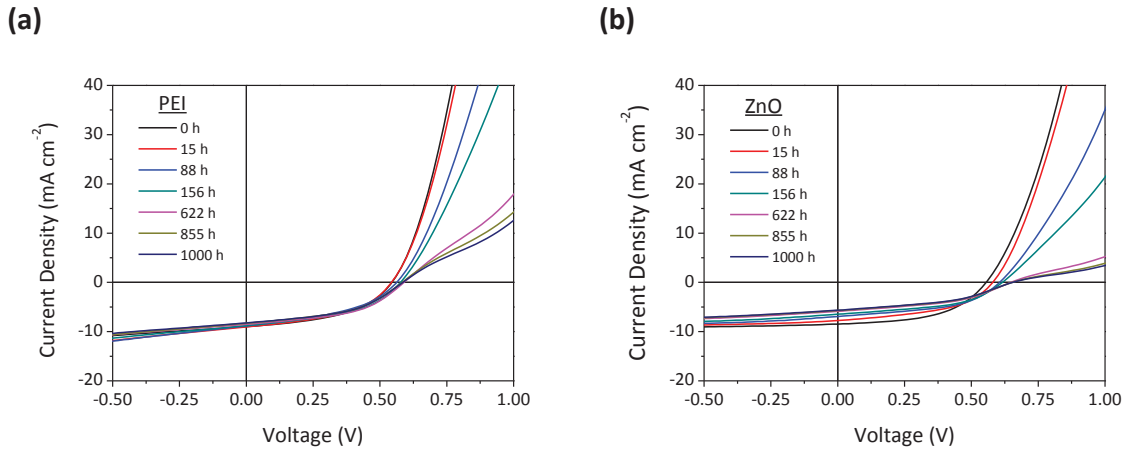 (a)
(b)
PEI
0 h
15 h
88 h
156 h
622 h
855 h
1000 h
40
30
20
10
0
-10
-20
-0.50
-0.25
0.00
0.25
0.50
0.75
1.00
Current Density (mA cm⁻²)
Voltage (V)
ZnO
0 h
15 h
88 h
156 h
622 h
855 h
1000 h
40
30
20
10
0
-10
-20
-0.50
-0.25
0.00
0.25
0.50
0.75
1.00
Current Density (mA cm⁻²)
Voltage (V)